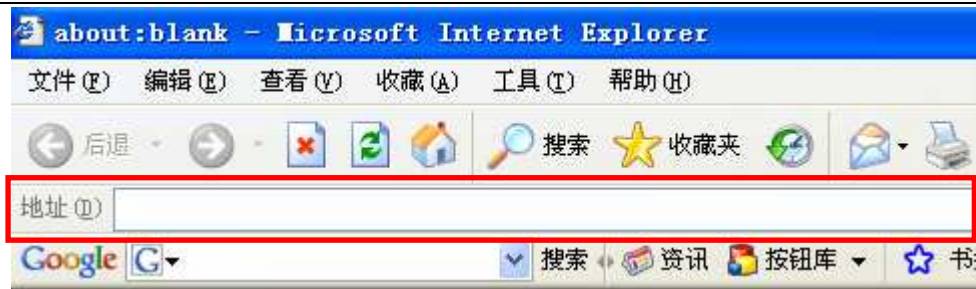 about:blank - Microsoft Internet Explorer
文件(F) 编辑(E) 查看(V) 收藏(A) 工具(T) 帮助(H)
后退 搜索 收藏夹
地址(D)
Google G 搜索 资讯 按钮库 书